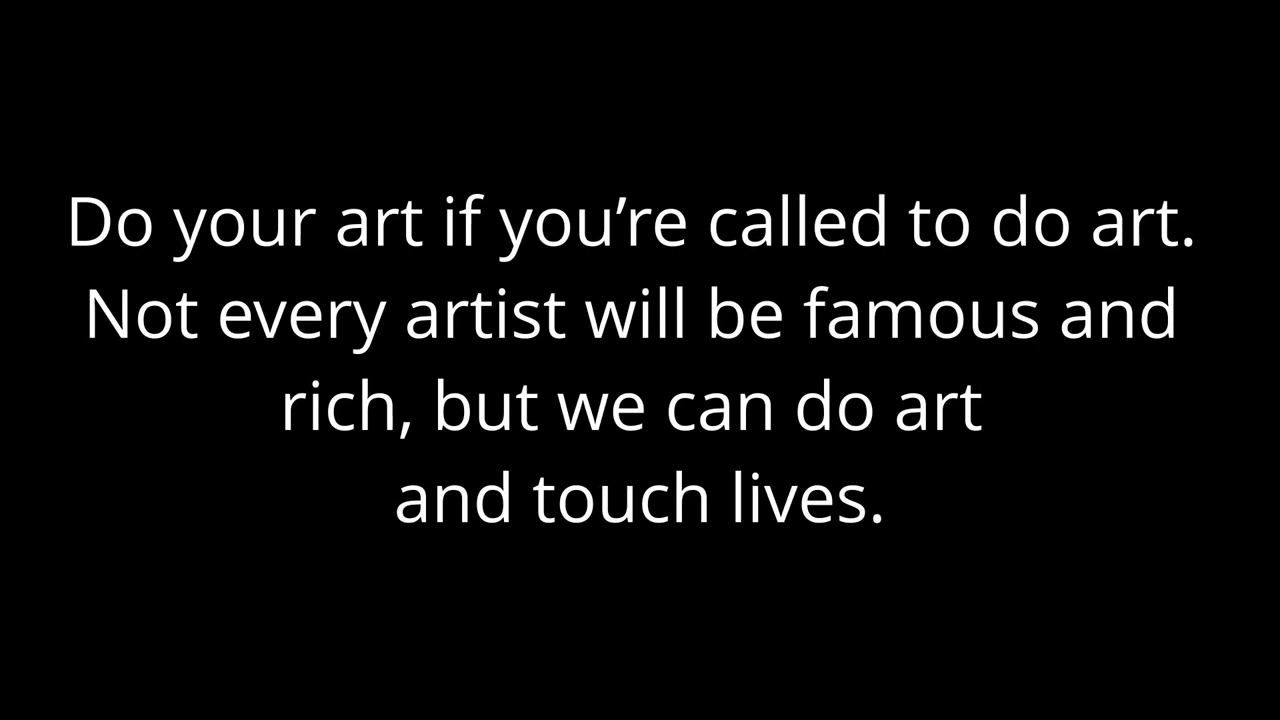 Do your art if you’re called to do art.
Not every artist will be famous and
rich, but we can do art
and touch lives.